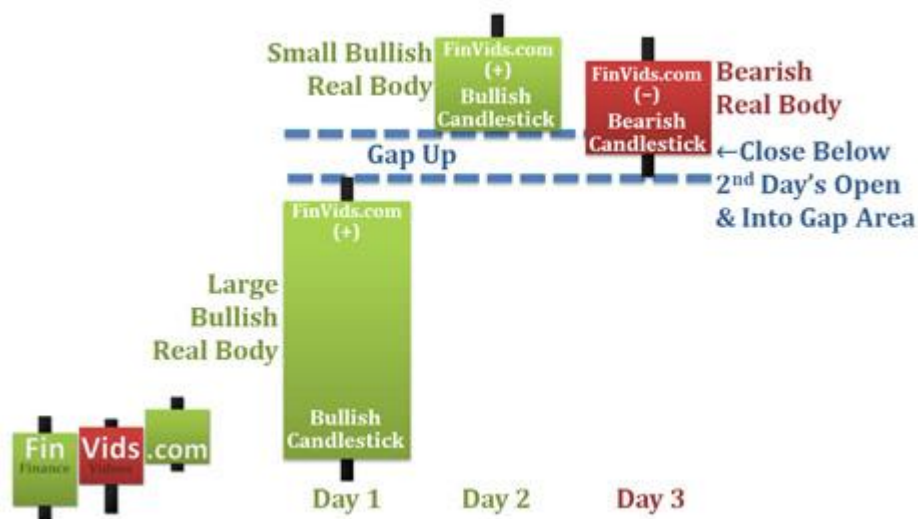 Small Bullish
Real Body
FinVids.com
(+)
Bullish
Candlestick
FinVids.com
(−)
Bearish
Candlestick
Bearish
Real Body
Gap Up
←Close Below
2nd Day's Open
& Into Gap Area
FinVids.com
(+)
Large
Bullish
Real Body
Bullish
Candlestick
Fin Vids .com
Finance Videos
Day 1 Day 2 Day 3